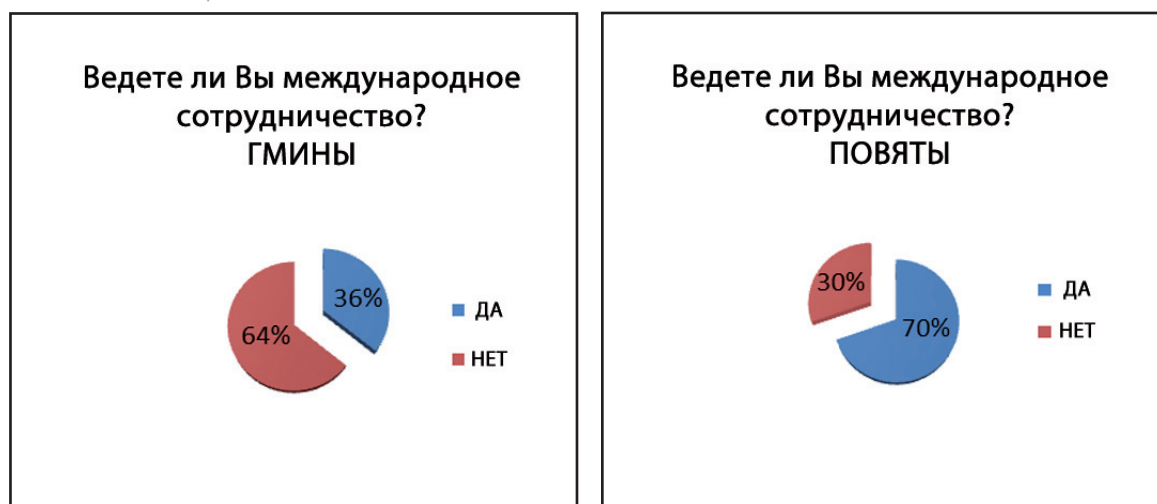 Ведете ли Вы международное
сотрудничество?
ГМИНЫ
36%
64%
ДА
НЕТ
Ведете ли Вы международное
сотрудничество?
ПОВЯТЫ
30%
70%
ДА
НЕТ